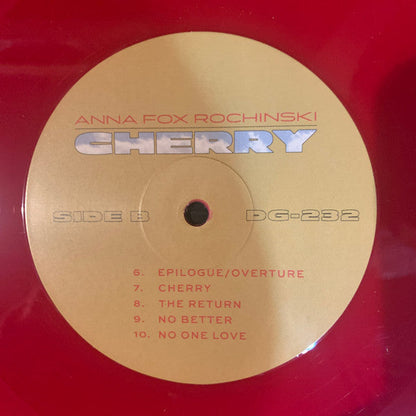 ANNA FOX ROCHINSKI
CHERRY
SIDE B DG-232
6. EPILOGUE/OVERTURE
7. CHERRY
8. THE RETURN
9. NO BETTER
10. NO ONE LOVE